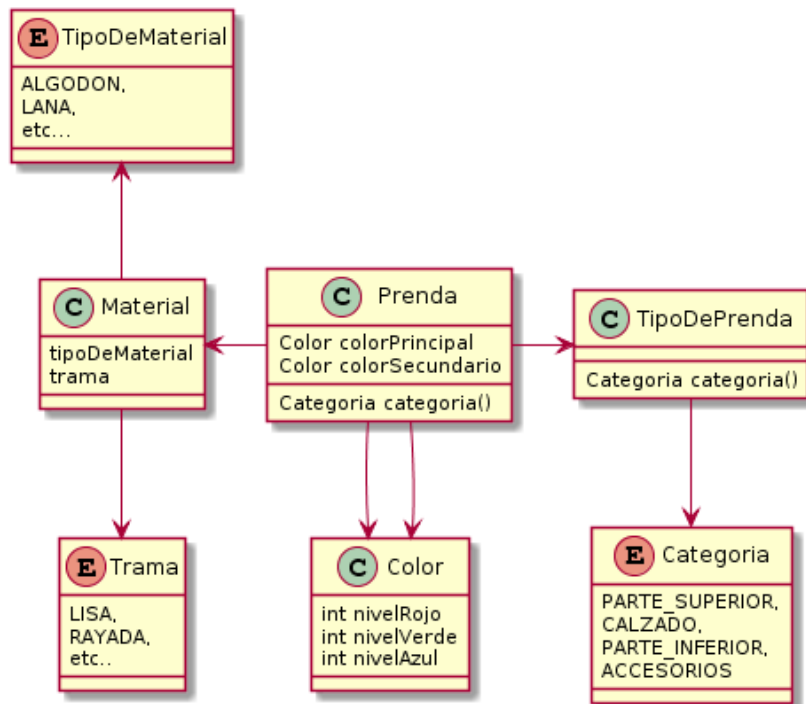 E TipoDeMaterial
ALGODON,
LANA,
etc...
C Material
tipoDeMaterial
trama
C Prenda
Color colorPrincipal
Color colorSecundario
Categoria categoria()
C TipoDePrenda
Categoria categoria()
E Trama
LISA,
RAYADA,
etc..
C Color
int nivelRojo
int nivelVerde
int nivelAzul
E Categoria
PARTE_SUPERIOR,
CALZADO,
PARTE_INFERIOR,
ACCESORIOS